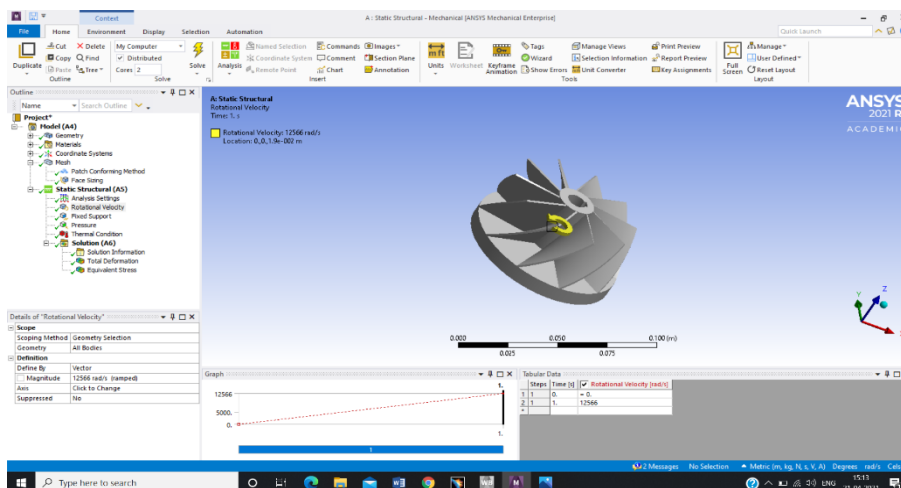 Context
A : Static Structural - Mechanical [ANSYS Mechanical Enterprise]
File Home Environment Display Selection Automation
Quick Launch
Duplicate
Cut
Copy
Paste
Delete
Find
Tree
Outline
My Computer
Distributed
Cores 2
Solve
Solve
Analysis
Named Selection
Coordinate System
Remote Point
Commands
Comment
Chart
Images
Section Plane
Annotation
Insert
Units
Worksheet
Keyframe
Animation
Tags
Wizard
Show Errors
Manage Views
Selection Information
Unit Converter
Print Preview
Report Preview
Key Assignments
Tools
Full
Screen
Manage
User Defined
Reset Layout
Layout
Outline
Name
Search Outline
Project*
Model (A4)
Geometry
Materials
Coordinate Systems
Mesh
Patch Conforming Method
Face Sizing
Static Structural (A5)
Analysis Settings
Rotational Velocity
Fixed Support
Pressure
Thermal Condition
Solution (A6)
Solution Information
Total Deformation
Equivalent Stress
A: Static Structural
Rotational Velocity
Time: 1. s
Rotational Velocity: 12566 rad/s
Location: 0.,0.,1.9e-002 m
ANSYS
2021 R
ACADEMIC
Y
Z
0.000 0.050 0.100 (m)
0.025 0.075
Details of "Rotational Velocity"
Scope
Scoping Method Geometry Selection
Geometry All Bodies
Definition
Define By Vector
Magnitude 12566 rad/s (ramped)
Axis Click to Change
Suppressed No
Graph
1.
12566
5000.
0.
1.
1
Tabular Data
Steps Time [s] Rotational Velocity [rad/s]
1 1 0. = 0.
2 1 1. 12566
*
2 Messages No Selection Metric (m, kg, N, s, V, A) Degrees rad/s Cels
Type here to search
ENG
15:13
21-04-2021